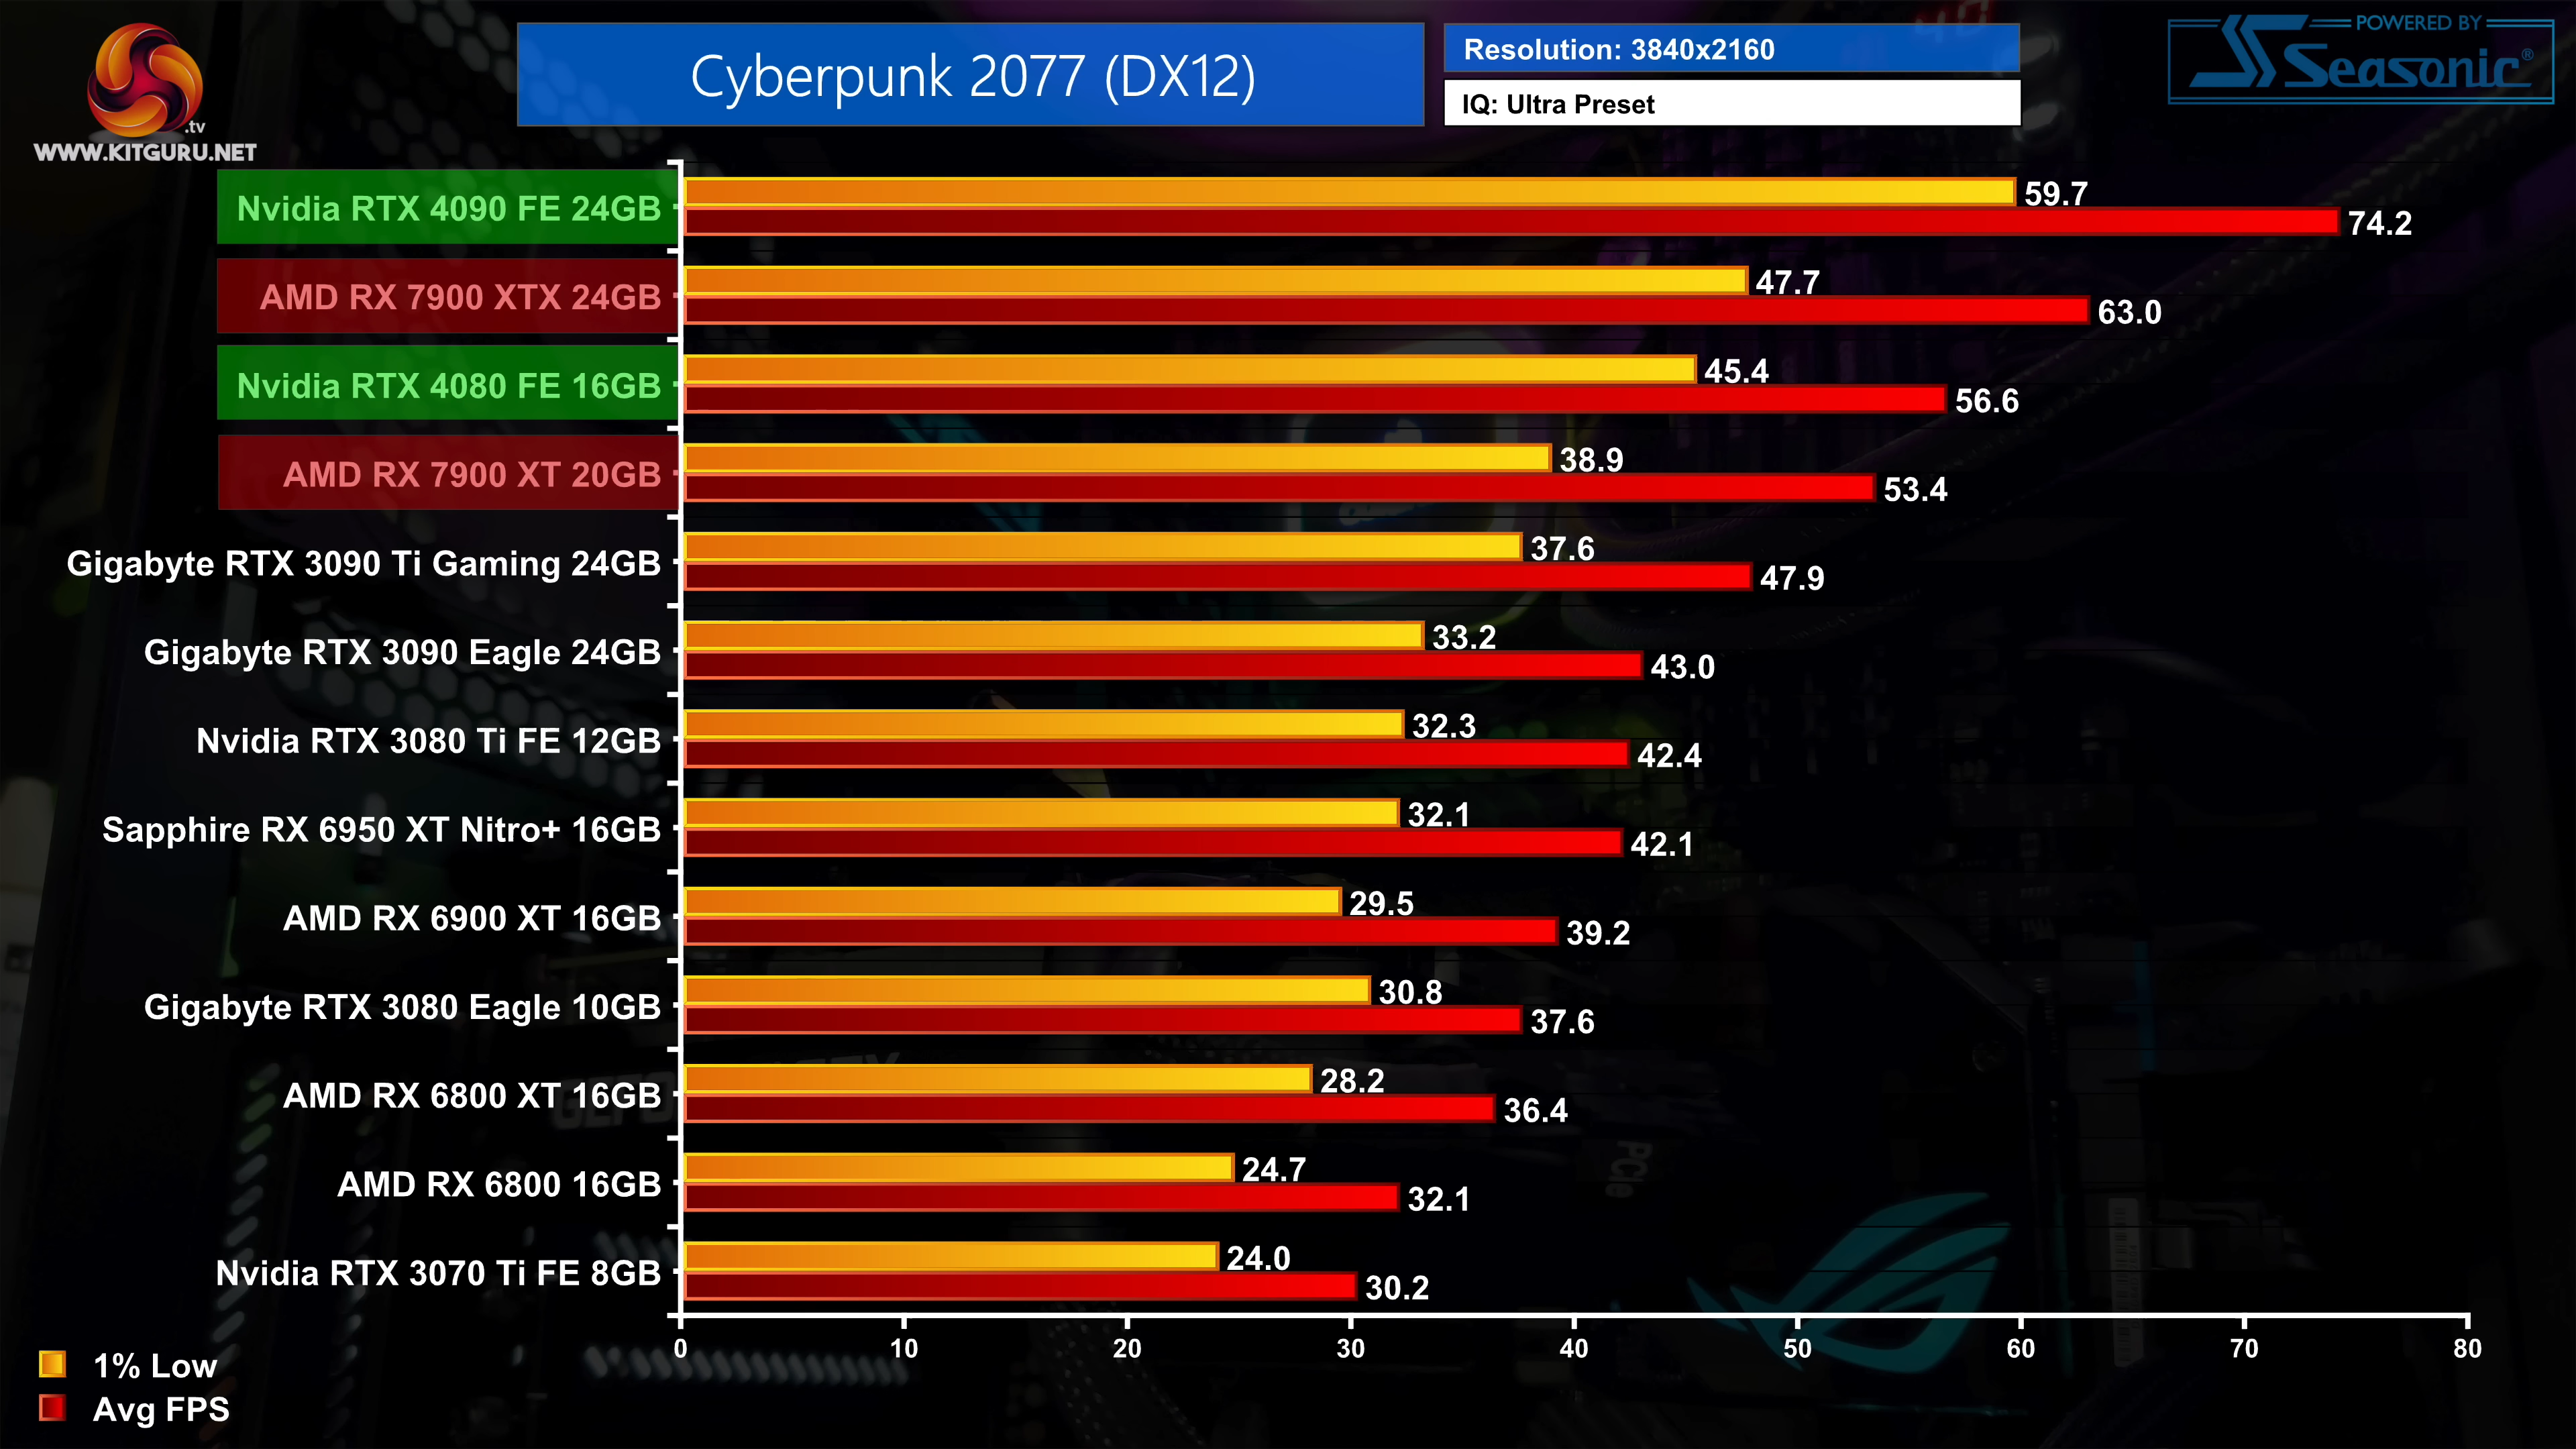 Cyberpunk 2077 (DX12)
Resolution: 3840x2160
IQ: Ultra Preset
POWERED BY
Seasonic®
.tv
WWW.KITGURU.NET
Nvidia RTX 4090 FE 24GB
59.7
74.2
AMD RX 7900 XTX 24GB
47.7
63.0
Nvidia RTX 4080 FE 16GB
45.4
56.6
AMD RX 7900 XT 20GB
38.9
53.4
Gigabyte RTX 3090 Ti Gaming 24GB
37.6
47.9
Gigabyte RTX 3090 Eagle 24GB
33.2
43.0
Nvidia RTX 3080 Ti FE 12GB
32.3
42.4
Sapphire RX 6950 XT Nitro+ 16GB
32.1
42.1
AMD RX 6900 XT 16GB
29.5
39.2
Gigabyte RTX 3080 Eagle 10GB
30.8
37.6
AMD RX 6800 XT 16GB
28.2
36.4
PCIe
AMD RX 6800 16GB
24.7
32.1
Nvidia RTX 3070 Ti FE 8GB
24.0
30.2
0 10 20 30 40 50 60 70 80
1% Low
Avg FPS